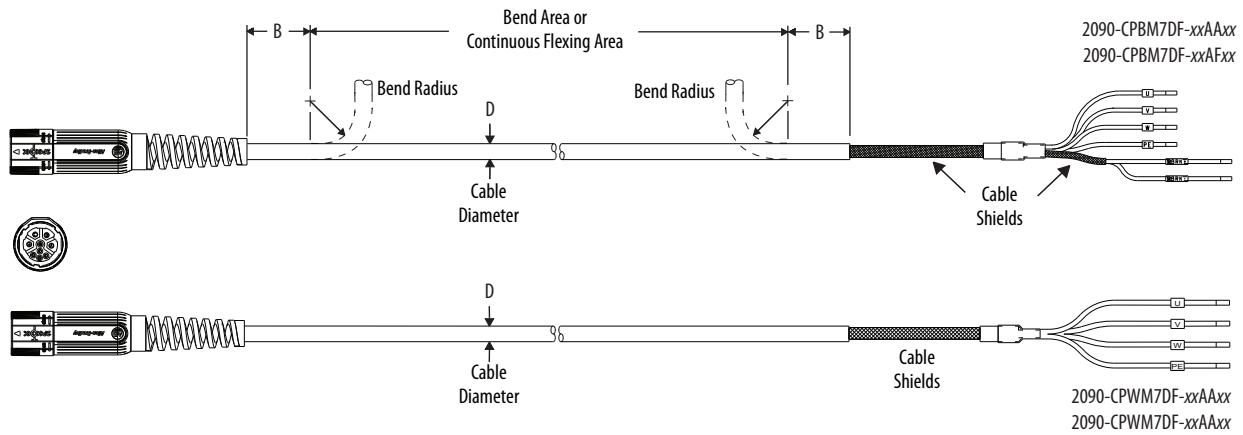 B
Bend Area or
Continuous Flexing Area
B
2090-CPBM7DF-xxAAxx
2090-CPBM7DF-xxAFxx
Bend Radius
Bend Radius
D
U
V
W
PE
Cable
Diameter
Cable
Shields
D
U
V
W
PE
Cable
Diameter
Cable
Shields
2090-CPWM7DF-xxAAxx
2090-CPWM7DF-xxAAxx